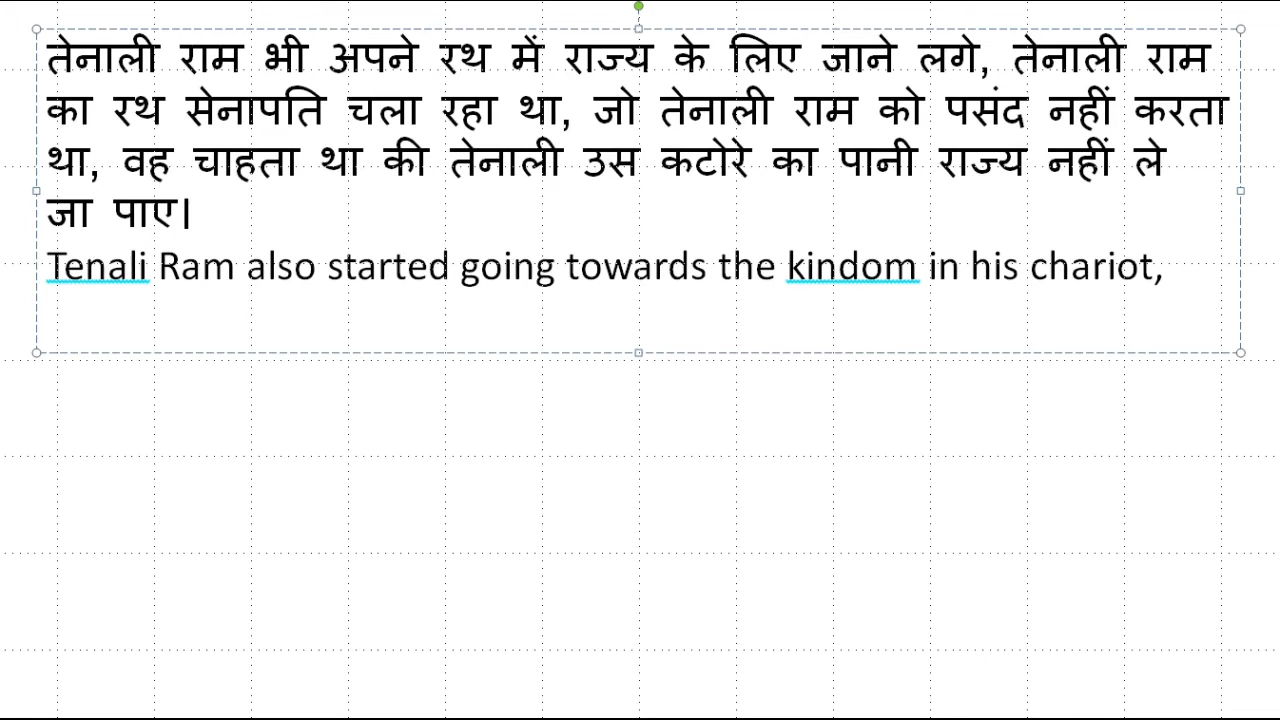 तेनाली राम भी अपने रथ में राज्य के लिए जाने लगे, तेनाली राम
का रथ सेनापति चला रहा था, जो तेनाली राम को पसंद नहीं करता
था, वह चाहता था की तेनाली उस कटोरे का पानी राज्य नहीं ले
जा पाए।
Tenali Ram also started going towards the kindom in his chariot,